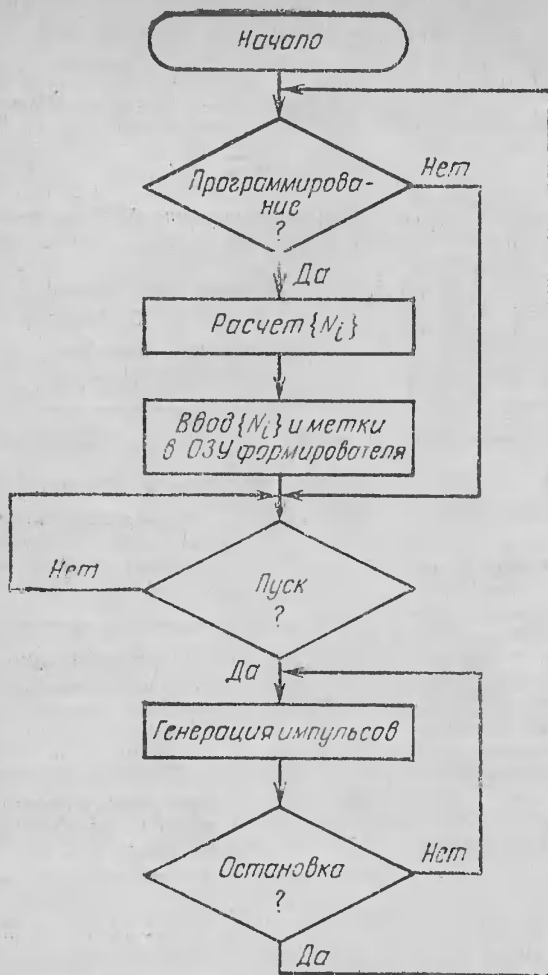 Начало
Нет
Программирова-
ние
?
Да
Расчет {Ni}
Ввод {Ni} и метки
в ОЗУ формирователя
Нет
Пуск
?
Да
Генерация импульсов
Остановка
?
Нет
Да